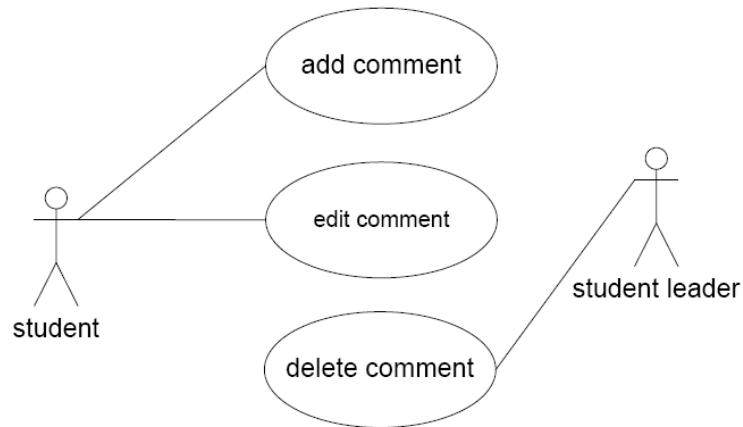 add comment
edit comment
student leader
student
delete comment